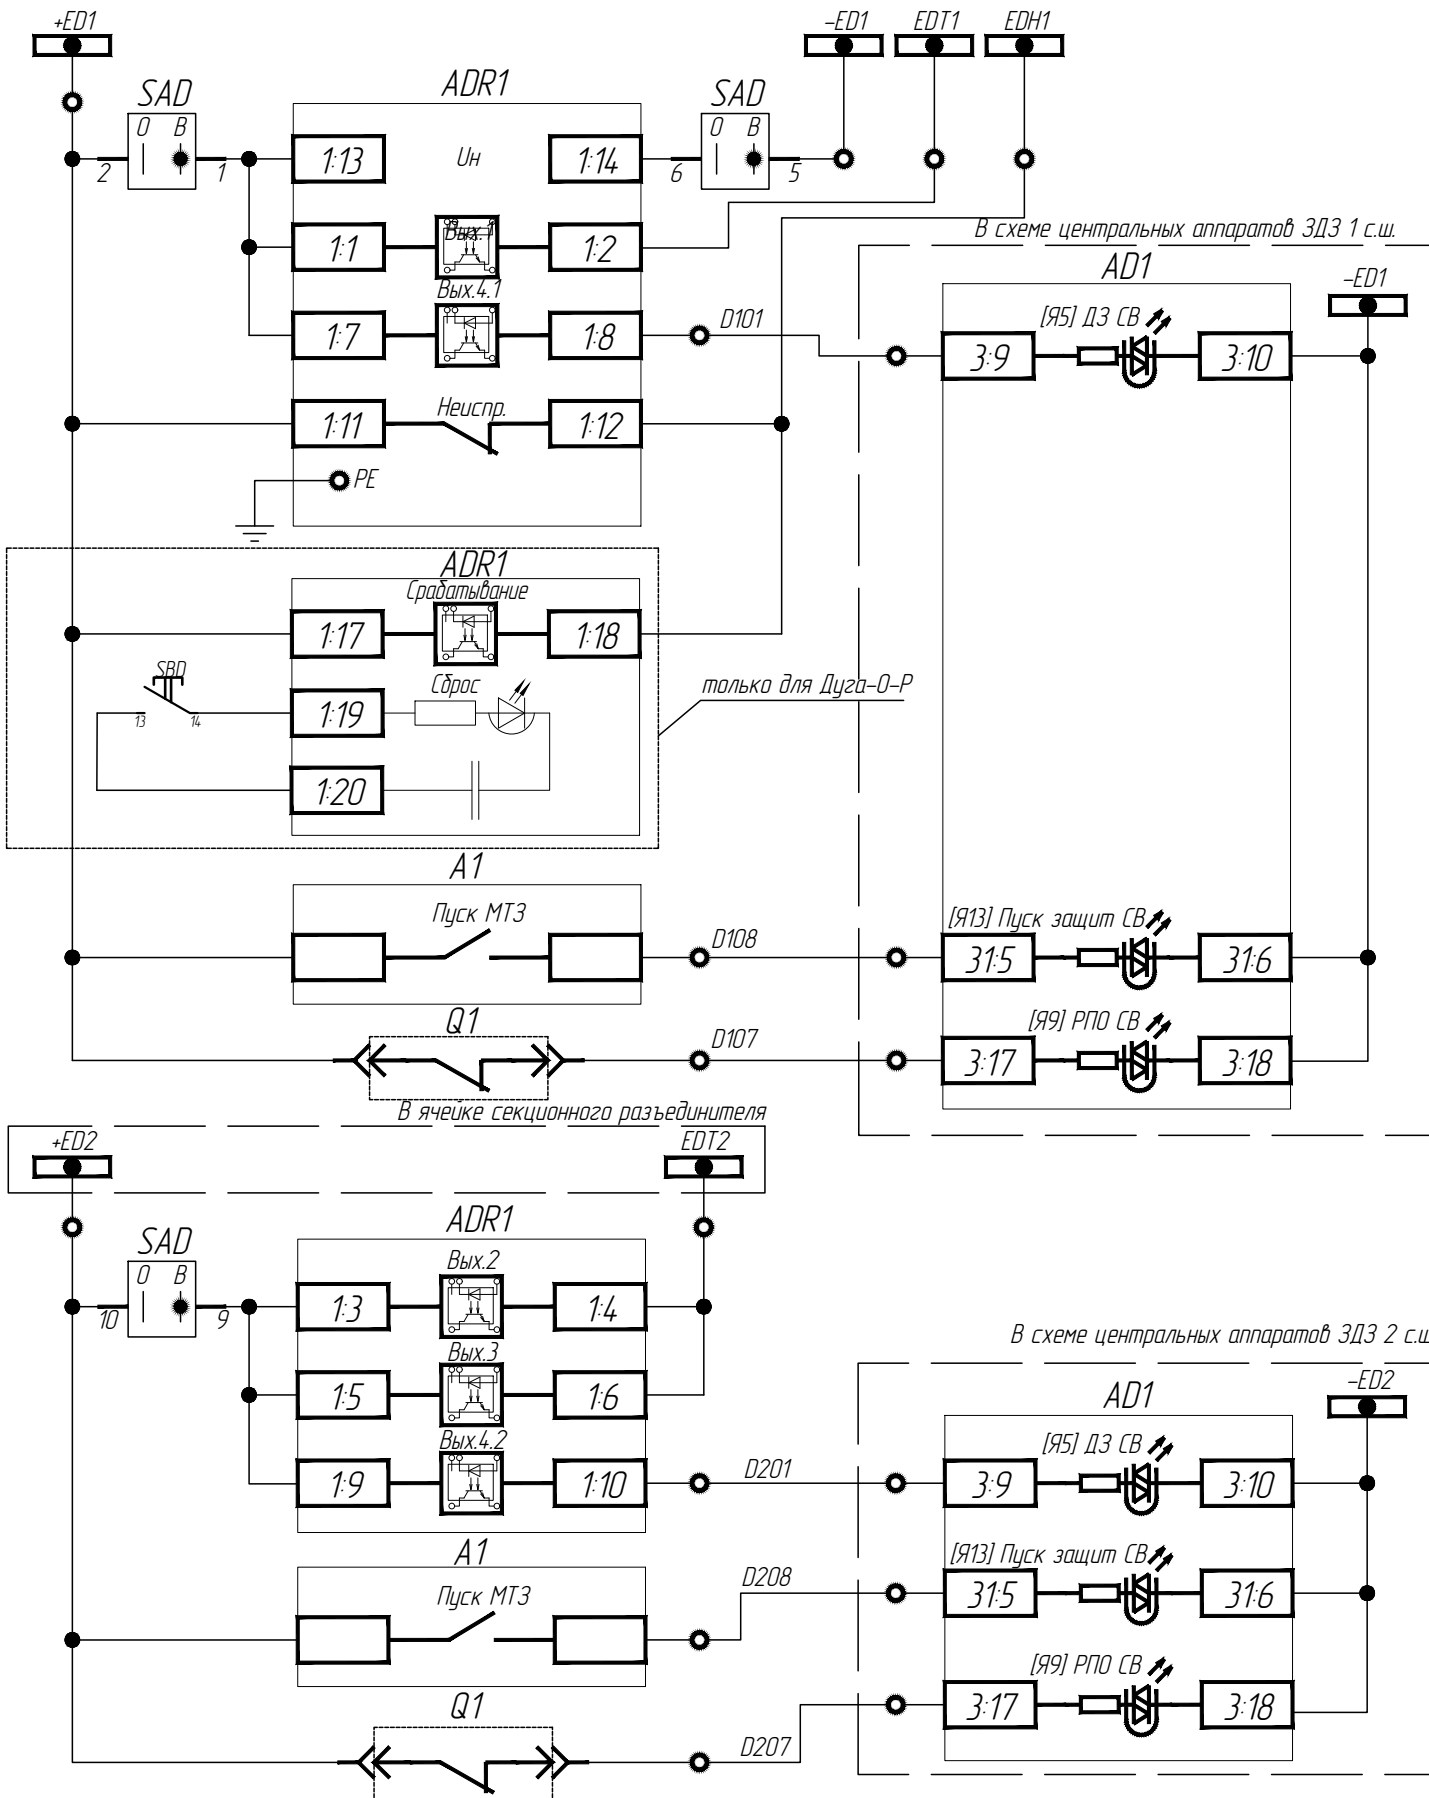 +ED1
-ED1
EDT1
EDH1
SAD
ADR1
SAD
О В
О В
1:13
Uн
1:14
2
1
6
5
1:1
Вых.1
1:2
Вых.4.1
1:7
1:8
D101
1:11
Неиспр.
1:12
PE
В схеме центральных аппаратов ЗДЗ 1 с.ш.
AD1
-ED1
[Я5] ДЗ СВ
3:9
3:10
ADR1
Срабатывание
1:17
1:18
SBD
13
14
Сброс
1:19
1:20
только для Дуга-О-Р
A1
Пуск МТЗ
D108
[Я13] Пуск защит СВ
31:5
31:6
Q1
D107
[Я9] РПО СВ
3:17
3:18
В ячейке секционного разъединителя
+ED2
EDT2
SAD
ADR1
О В
10
9
Вых.2
1:3
1:4
Вых.3
1:5
1:6
Вых.4.2
1:9
1:10
D201
В схеме центральных аппаратов ЗДЗ 2 с.ш
AD1
-ED2
[Я5] ДЗ СВ
3:9
3:10
A1
Пуск МТЗ
D208
[Я13] Пуск защит СВ
31:5
31:6
Q1
D207
[Я9] РПО СВ
3:17
3:18